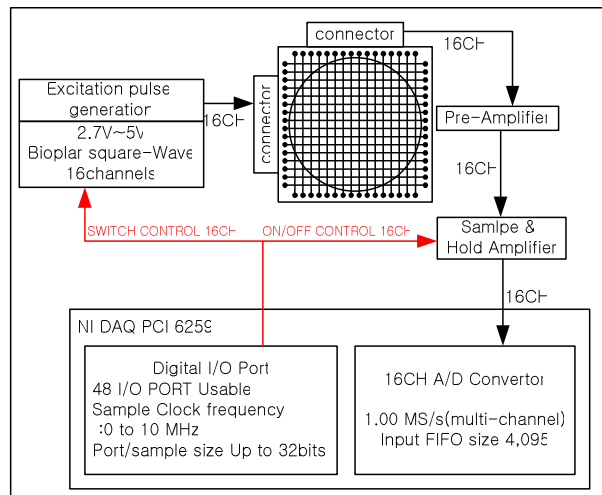 connector
16CH
Excitation pulse
generation
2.7V~5V
Bioplar square-Wave
16channels
16CH
connector
Pre-Amplifier
16CH
SWITCH CONTROL 16CH
ON/OFF CONTROL 16CH
Samlpe &
Hold Amplifier
16CH
NI DAQ PCI 6259
Digital I/O Port
48 I/O PORT Usable
Sample Clock frequency
:0 to 10 MHz
Port/sample size Up to 32bits
16CH A/D Convertor
1.00 MS/s(multi-channel)
Input FIFO size 4,095